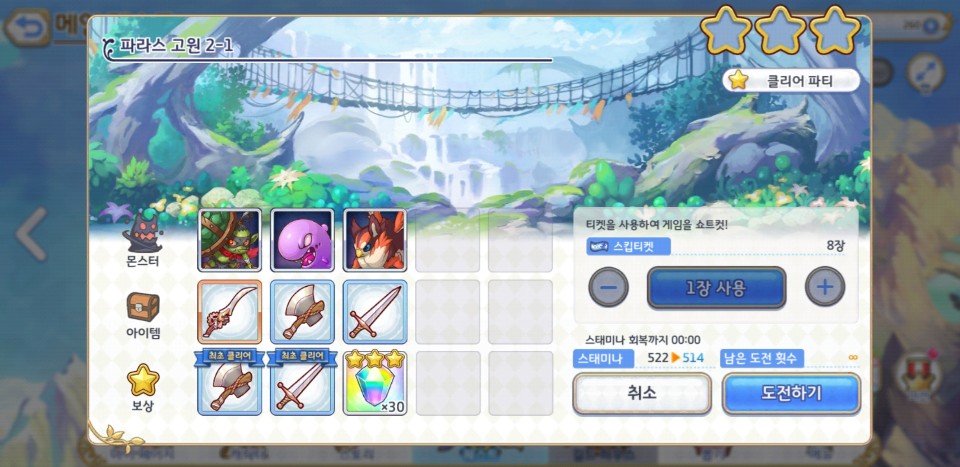 메인
260
파라스 고원 2-1
클리어 파티
몬스터
티켓을 사용하여 게임을 쇼트컷!
스킵티켓
8장
1장 사용
아이템
스태미나 회복까지 00:00
스태미나
522▶514
남은 도전 횟수
∞
최초 클리어
최초 클리어
보상
×30
취소
도전하기